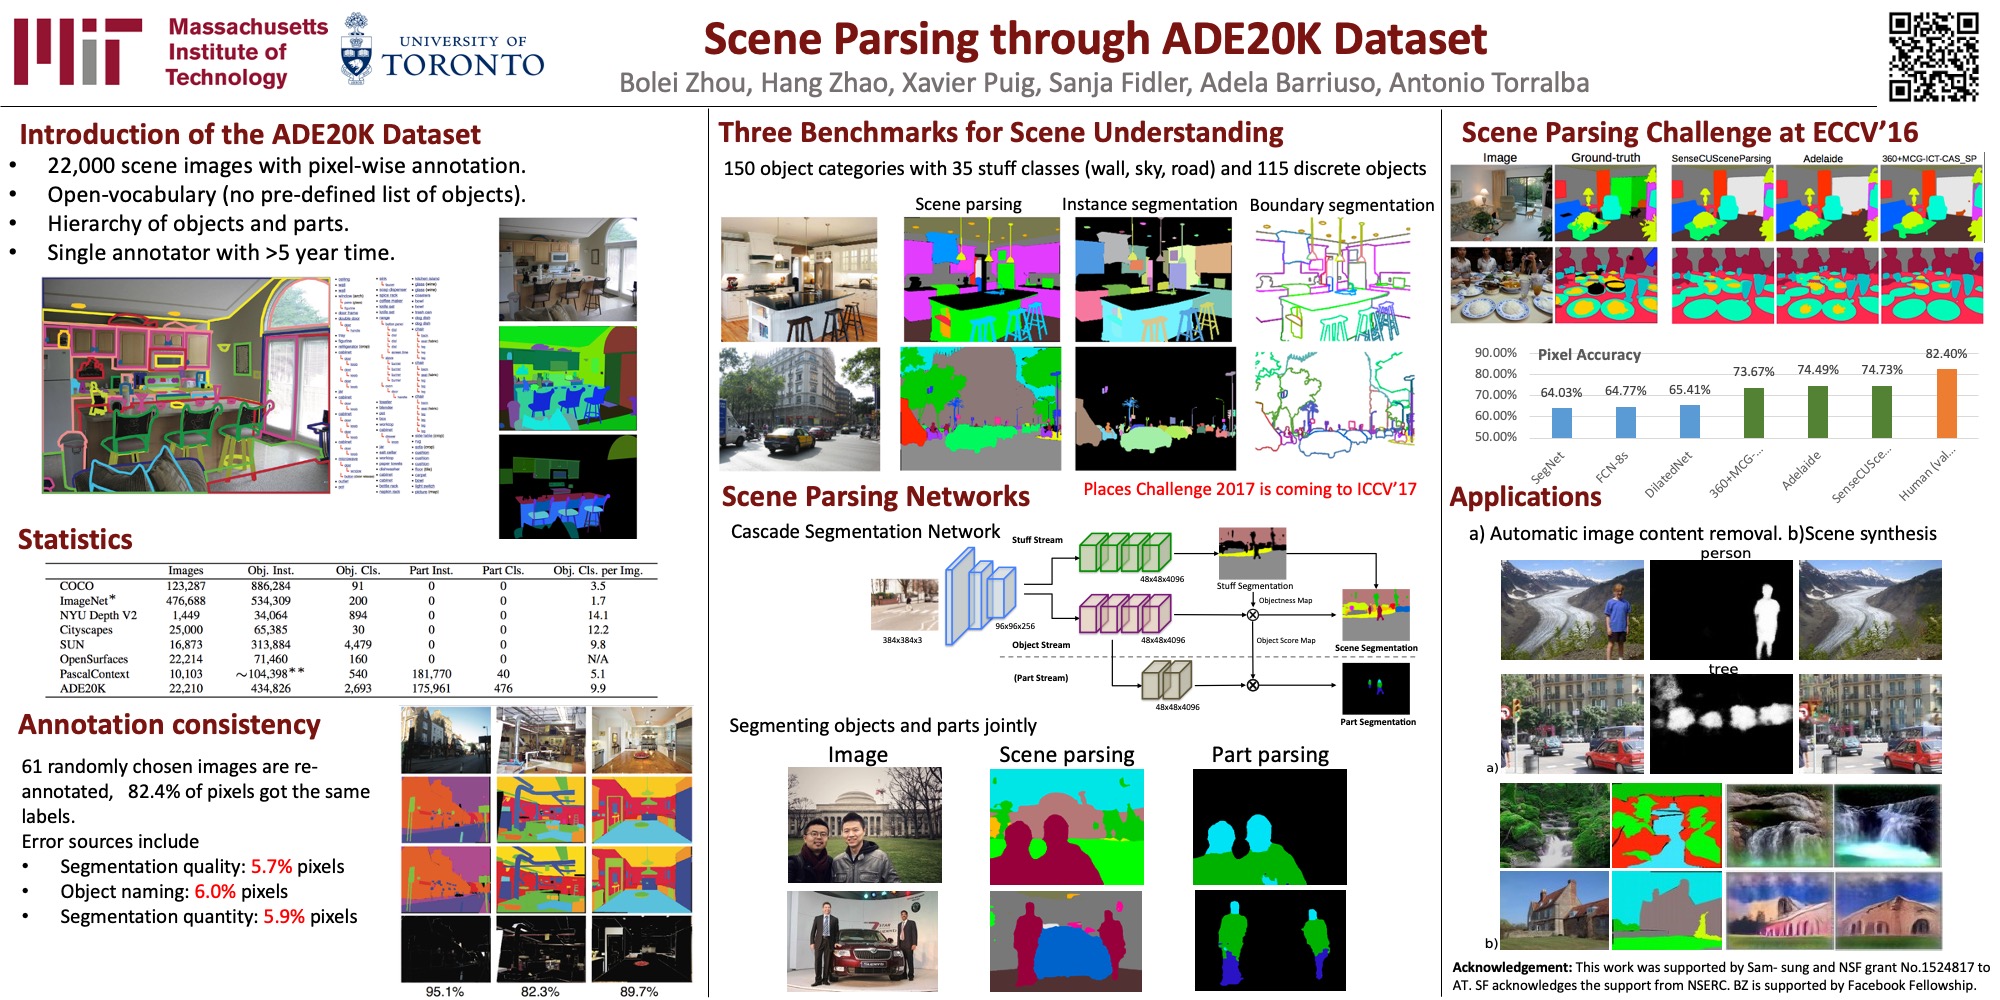 Massachusetts
Institute of
Technology
UNIVERSITY OF
TORONTO
Scene Parsing through ADE20K Dataset
Bolei Zhou, Hang Zhao, Xavier Puig, Sanja Fidler, Adela Barriuso, Antonio Torralba
Introduction of the ADE20K Dataset
• 22,000 scene images with pixel-wise annotation.
• Open-vocabulary (no pre-defined list of objects).
• Hierarchy of objects and parts.
• Single annotator with >5 year time.
Statistics
Images Obj. Inst. Obj. Cls. Part Inst. Part Cls. Obj. Cls. per Img.
COCO 123,287 886,284 91 0 0 3.5
ImageNet* 476,688 534,309 200 0 0 1.7
NYU Depth V2 1,449 34,064 894 0 0 14.1
Cityscapes 25,000 65,385 30 0 0 12.2
SUN 16,873 313,884 4,479 0 0 9.8
OpenSurfaces 22,214 71,460 160 0 0 N/A
PascalContext 10,103 ~104,398** 540 181,770 40 5.1
ADE20K 22,210 434,826 2,693 175,961 476 9.9
Annotation consistency
61 randomly chosen images are re-
annotated, 82.4% of pixels got the same
labels.
Error sources include
• Segmentation quality: 5.7% pixels
• Object naming: 6.0% pixels
• Segmentation quantity: 5.9% pixels
95.1% 82.3% 89.7%
Three Benchmarks for Scene Understanding
150 object categories with 35 stuff classes (wall, sky, road) and 115 discrete objects
Scene parsing Instance segmentation Boundary segmentation
Places Challenge 2017 is coming to ICCV'17
Scene Parsing Networks
Cascade Segmentation Network
Stuff Stream
48x48x4096
Stuff Segmentation
Objectness Map
384x384x3
96x96x256
48x48x4096
Object Stream
Object Score Map
Scene Segmentation
(Part Stream)
48x48x4096
Part Segmentation
Segmenting objects and parts jointly
Image Scene parsing Part parsing
Scene Parsing Challenge at ECCV'16
Image Ground-truth SenseCUSceneParsing Adelaide 360+MCG-ICT-CAS_SP
Pixel Accuracy
90.00%
80.00%
70.00%
60.00%
50.00%
64.03% 64.77% 65.41% 73.67% 74.49% 74.73% 82.40%
SegNet FCN-8s DilatedNet 360+MCG-... Adelaide SenseCUSce... Human (val...
Applications
a) Automatic image content removal. b)Scene synthesis
person
tree
a)
b)
Acknowledgement: This work was supported by Sam- sung and NSF grant No.1524817 to
AT. SF acknowledges the support from NSERC. BZ is supported by Facebook Fellowship.